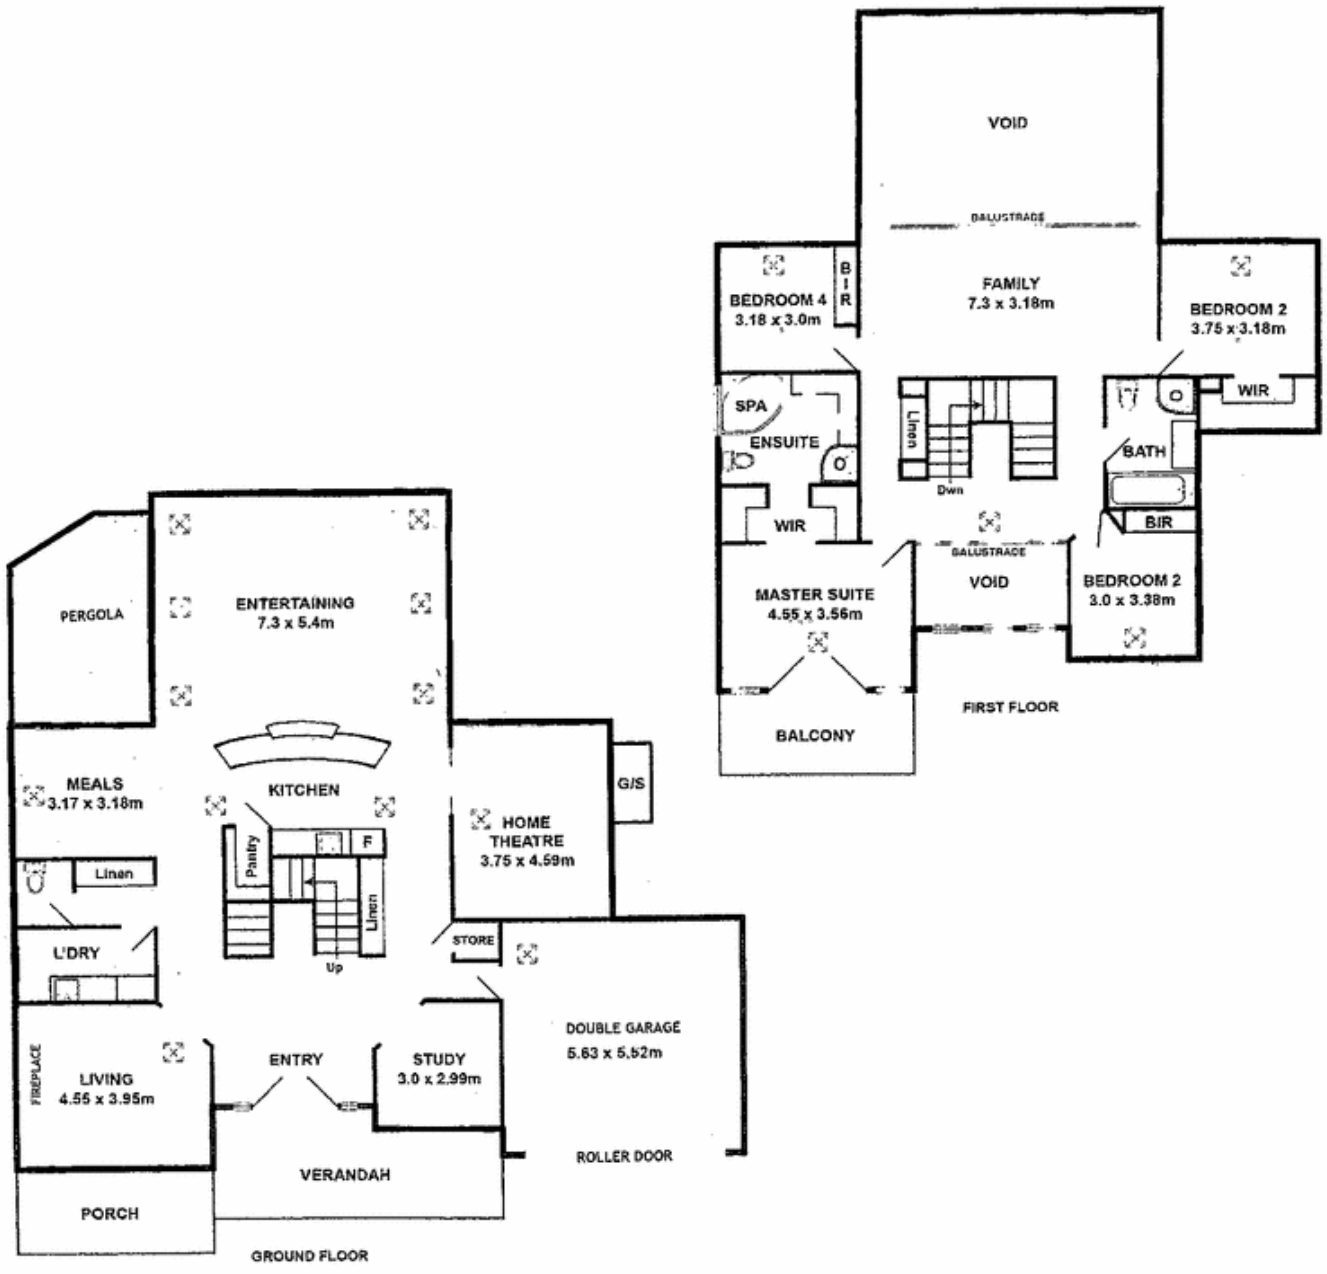 VOID
BALUSTRADE
FAMILY
7.3 x 3.18m
BEDROOM 4
3.18 x 3.0m
B
I
R
BEDROOM 2
3.75 x 3.18m
WIR
SPA
ENSUITE
WIR
Linen
Dwn
BATH
BIR
BALUSTRADE
VOID
BEDROOM 2
3.0 x 3.38m
MASTER SUITE
4.55 x 3.56m
BALCONY
FIRST FLOOR
PERGOLA
ENTERTAINING
7.3 x 5.4m
MEALS
3.17 x 3.18m
KITCHEN
Pantry
F
Linen
Linen
Up
HOME
THEATRE
3.75 x 4.59m
G/S
L'DRY
STORE
DOUBLE GARAGE
5.63 x 5.52m
FIREPLACE
LIVING
4.55 x 3.95m
ENTRY
STUDY
3.0 x 2.99m
ROLLER DOOR
VERANDAH
PORCH
GROUND FLOOR